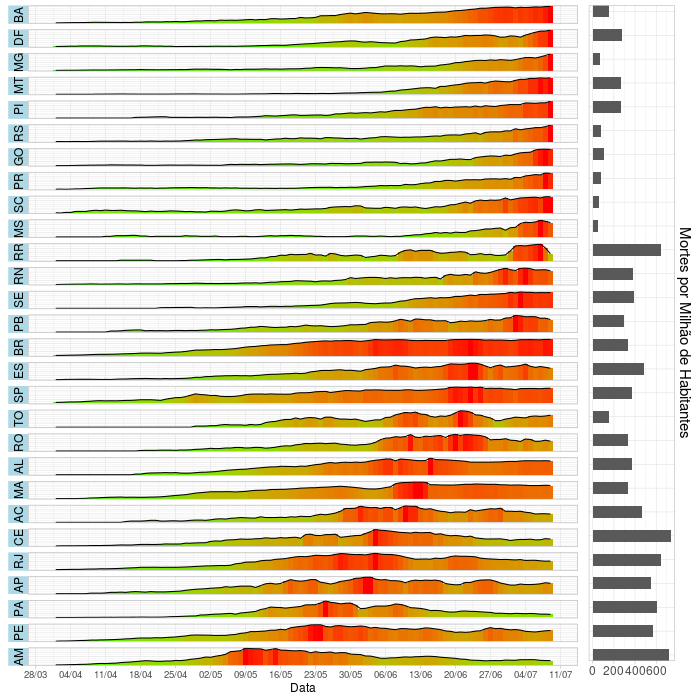 BA
DF
MG
MT
PI
RS
GO
PR
SC
MS
RR
RN
SE
PB
BR
ES
SP
TO
RO
AL
MA
AC
CE
RJ
AP
PA
PE
AM
28/03 04/04 11/04 18/04 25/04 02/05 09/05 16/05 23/05 30/05 06/06 13/06 20/06 27/06 04/07 11/07
Data
0 200 400 600
Mortes por Milhão de Habitantes